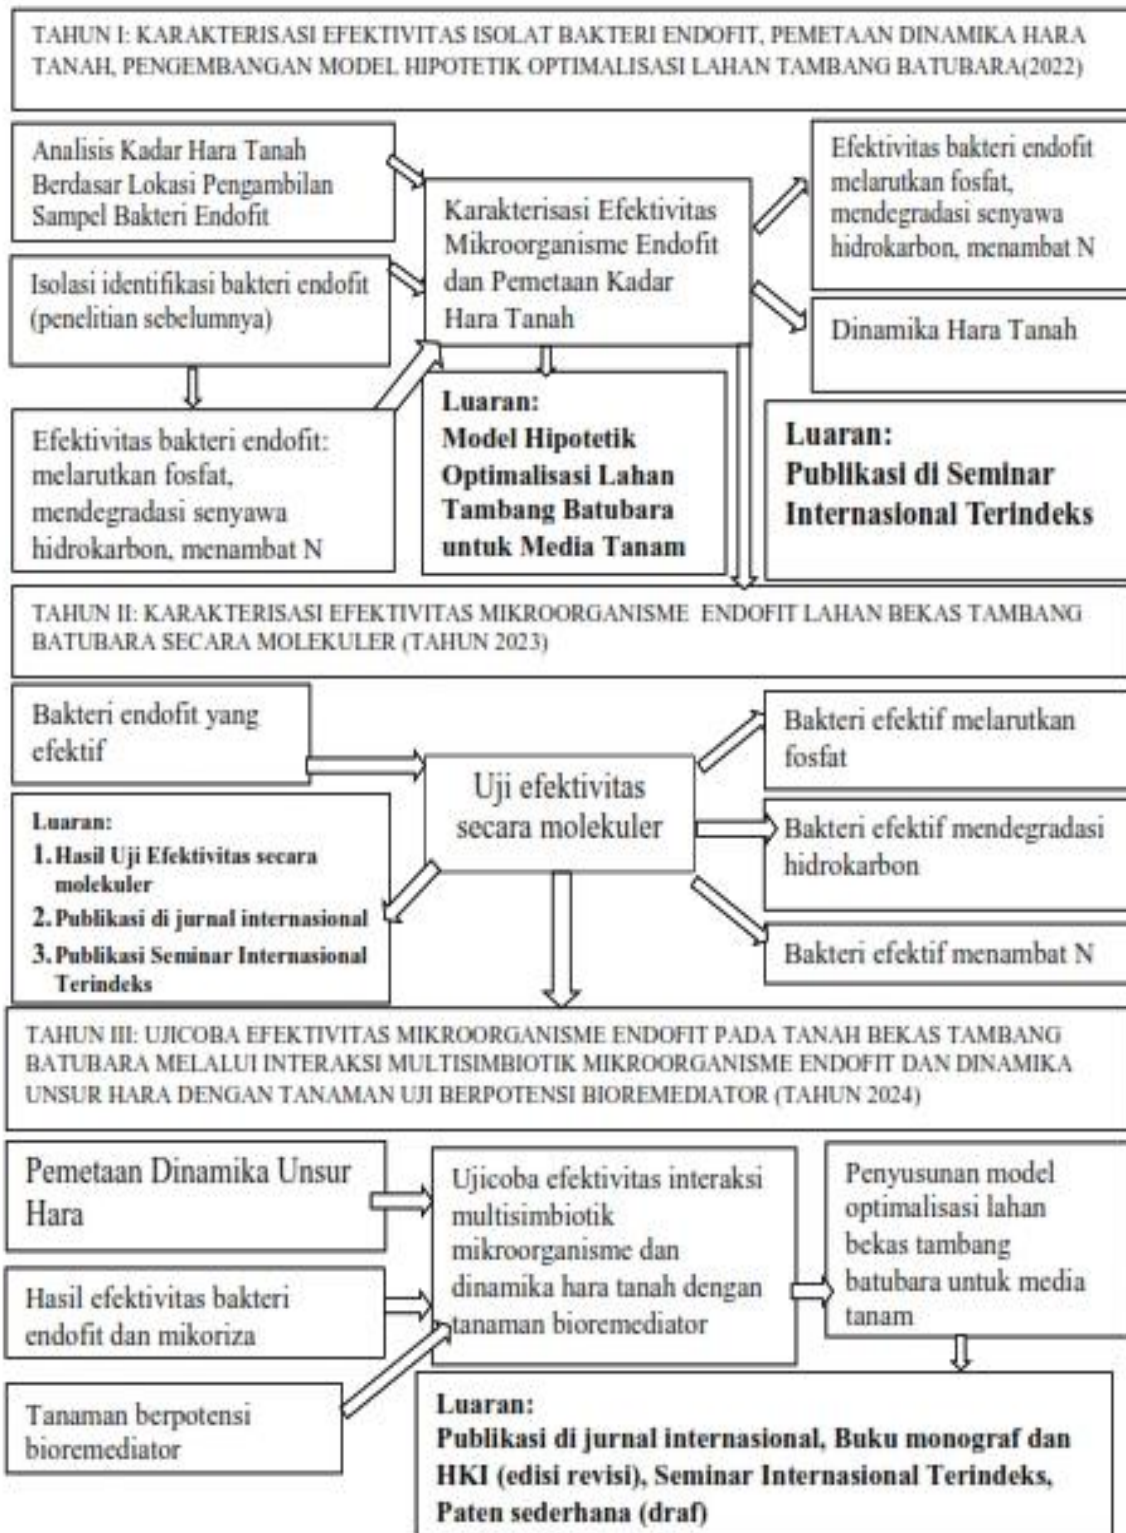 TAHUN I: KARAKTERISASI EFEKTIVITAS ISOLAT BAKTERI ENDOFIT, PEMETAAN DINAMIKA HARA
TANAH, PENGEMBANGAN MODEL HIPOTETIK OPTIMALISASI LAHAN TAMBANG BATUBARA(2022)
Analisis Kadar Hara Tanah
Berdasar Lokasi Pengambilan
Sampel Bakteri Endofit
Isolasi identifikasi bakteri endofit
(penelitian sebelumnya)
Efektivitas bakteri endofit:
melarutkan fosfat,
mendegradasi senyawa
hidrokarbon, menambat N
Karakterisasi Efektivitas
Mikroorganisme Endofit
dan Pemetaan Kadar
Hara Tanah
Luaran:
Model Hipotetik
Optimalisasi Lahan
Tambang Batubara
untuk Media Tanam
Efektivitas bakteri endofit
melarutkan fosfat,
mendegradasi senyawa
hidrokarbon, menambat N
Dinamika Hara Tanah
Luaran:
Publikasi di Seminar
Internasional Terindeks
TAHUN II: KARAKTERISASI EFEKTIVITAS MIKROORGANISME ENDOFIT LAHAN BEKAS TAMBANG
BATUBARA SECARA MOLEKULER (TAHUN 2023)
Bakteri endofit yang
efektif
Luaran:
1. Hasil Uji Efektivitas secara
molekuler
2. Publikasi di jurnal internasional
3. Publikasi Seminar Internasional
Terindeks
Uji efektivitas
secara molekuler
Bakteri efektif melarutkan
fosfat
Bakteri efektif mendegradasi
hidrokarbon
Bakteri efektif menambat N
TAHUN III: UJICOBA EFEKTIVITAS MIKROORGANISME ENDOFIT PADA TANAH BEKAS TAMBANG
BATUBARA MELALUI INTERAKSI MULTISIMBIOTIK MIKROORGANISME ENDOFIT DAN DINAMIKA
UNSUR HARA DENGAN TANAMAN UJI BERPOTENSI BIOREMEDIATOR (TAHUN 2024)
Pemetaan Dinamika Unsur
Hara
Hasil efektivitas bakteri
endofit dan mikoriza
Tanaman berpotensi
bioremediator
Ujicoba efektivitas interaksi
multisimbiotik
mikroorganisme dan
dinamika hara tanah dengan
tanaman bioremediator
Penyusunan model
optimalisasi lahan
bekas tambang
batubara untuk media
tanam
Luaran:
Publikasi di jurnal internasional, Buku monograf dan
HKI (edisi revisi), Seminar Internasional Terindeks,
Paten sederhana (draf)